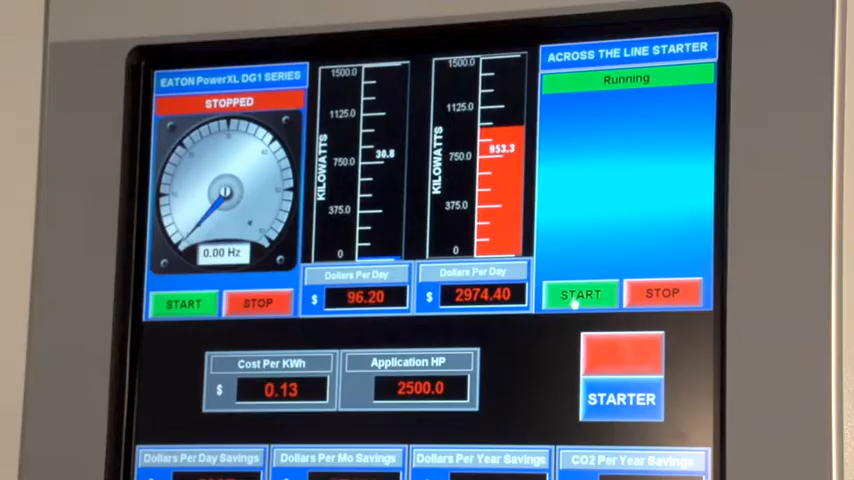 EATON PowerXL DG1 SERIES
STOPPED
0.00 Hz
START
STOP
1500.0
1125.0
750.0
375.0
0
KILOWATTS
30.8
1500.0
1125.0
750.0
375.0
0
KILOWATTS
953.3
Dollars Per Day
$ 96.20
Dollars Per Day
$ 2974.40
ACROSS THE LINE STARTER
Running
START
STOP
Cost Per KWh
$ 0.13
Application HP
2500.0
STARTER
Dollars Per Day Savings
Dollars Per Mo Savings
Dollars Per Year Savings
CO2 Per Year Savings